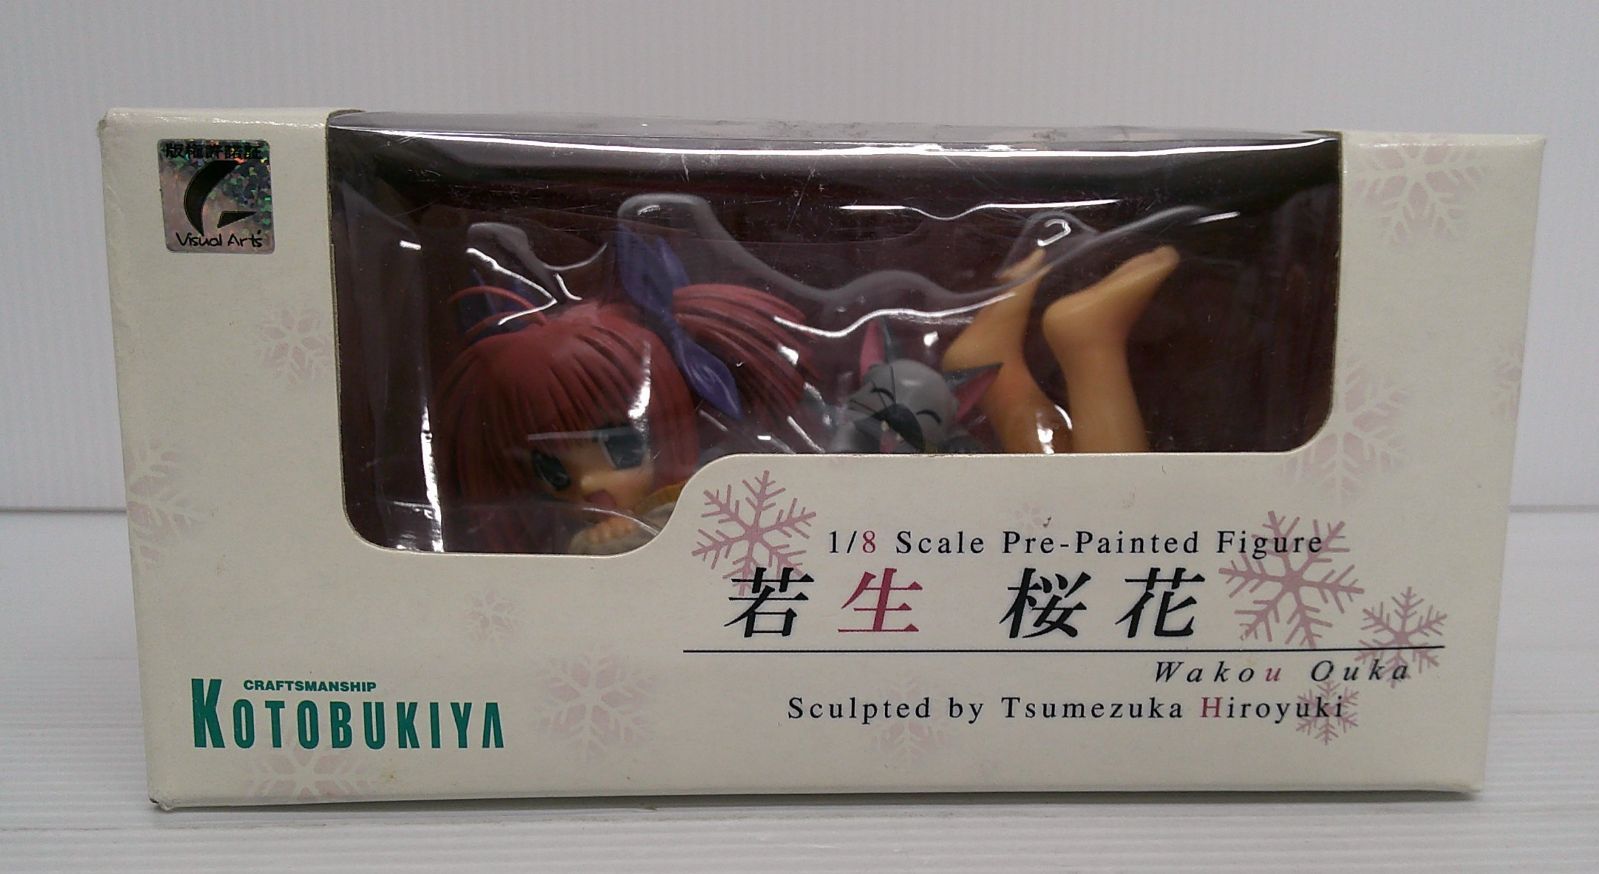 版権許諾証
Visual Art's
1/8 Scale Pre-Painted Figure
若生 桜花
Wakou Ouka
Sculpted by Tsumezuka Hiroyuki
CRAFTSMANSHIP
KOTOBUKIYA